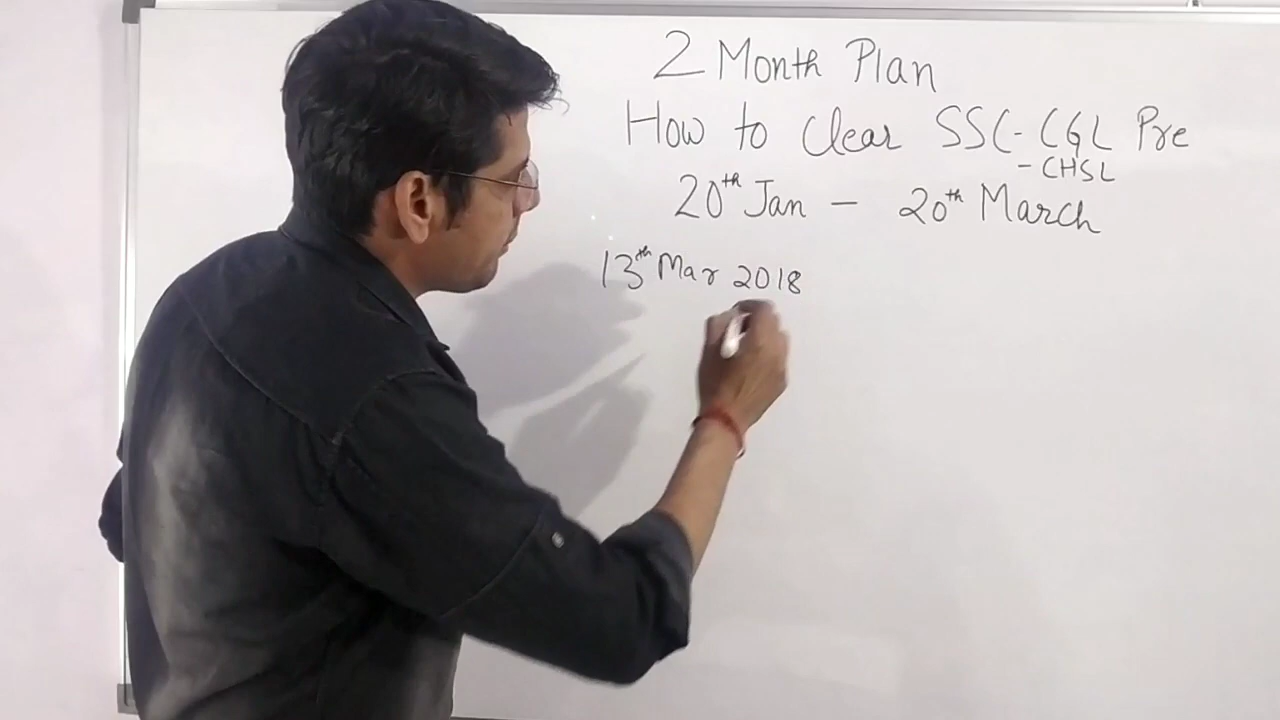 2 Month Plan
How to Clear SSC-CGL Pre
- CHSL
20th Jan - 20th March
13th Mar 2018